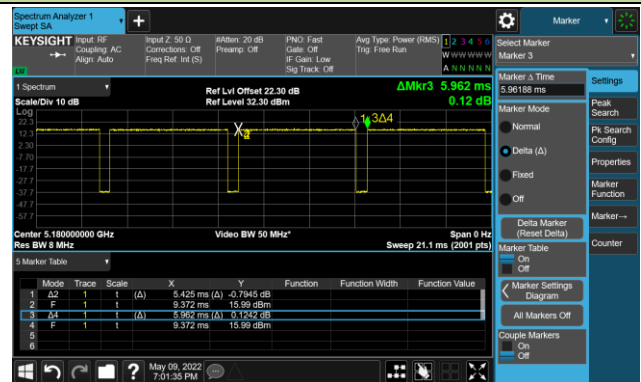 Spectrum Analyzer 1
Swept SA
Marker
KEYSIGHT Input: RF Input Z: 50 Ω #Atten: 20 dB PNO: Fast Avg Type: Power (RMS) 1 2 3 4 5 6
Coupling: AC Corrections: Off Preamp: Off Gate: Off Trig: Free Run W W W W W W
Align: Auto Freq Ref: Int (S) IF Gain: Low
Sig Track: Off A N N N N N
Select Marker
Marker 3
1 Spectrum
Ref Lvl Offset 22.30 dB ΔMkr3 5.962 ms
Scale/Div 10 dB Ref Level 32.30 dBm 0.12 dB
Log
22.3
12.3
2.30
-7.70
-17.7
-27.7
-37.7
-47.7
-57.7
3Δ4
Center 5.180000000 GHz Video BW 50 MHz* Span 0 Hz
Res BW 8 MHz Sweep 21.1 ms (2001 pts)
5 Marker Table
Mode Trace Scale X Y Function Function Width Function Value
1 Δ2 1 t (Δ) 5.425 ms (Δ) -0.7945 dB
2 F 1 t 9.372 ms 15.99 dBm
3 Δ4 1 t (Δ) 5.962 ms (Δ) 0.1242 dB
4 F 1 t 9.372 ms 15.99 dBm
5
6
Marker Δ Time
5.96188 ms
Marker Mode
Normal
Delta (Δ)
Fixed
Off
Delta Marker
(Reset Delta)
Marker Table
On
Off
Marker Settings
Diagram
All Markers Off
Couple Markers
On
Off
Settings
Peak
Search
Pk Search
Config
Properties
Marker
Function
Marker→
Counter
May 09, 2022
7:01:35 PM